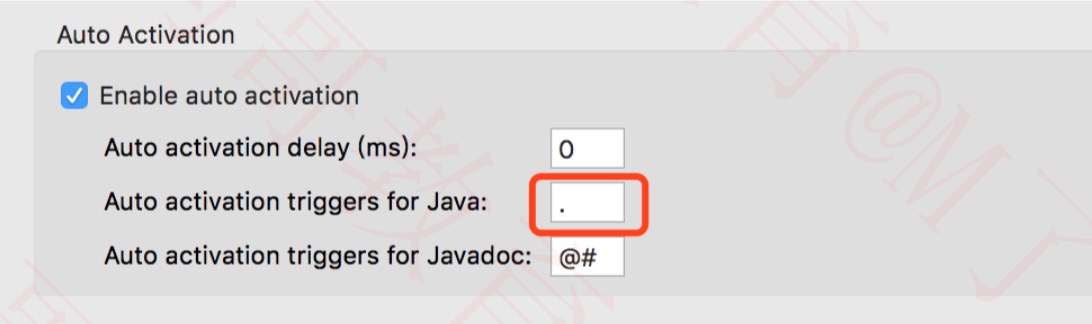 Auto Activation
Enable auto activation
Auto activation delay (ms): 0
Auto activation triggers for Java: .
Auto activation triggers for Javadoc: @#